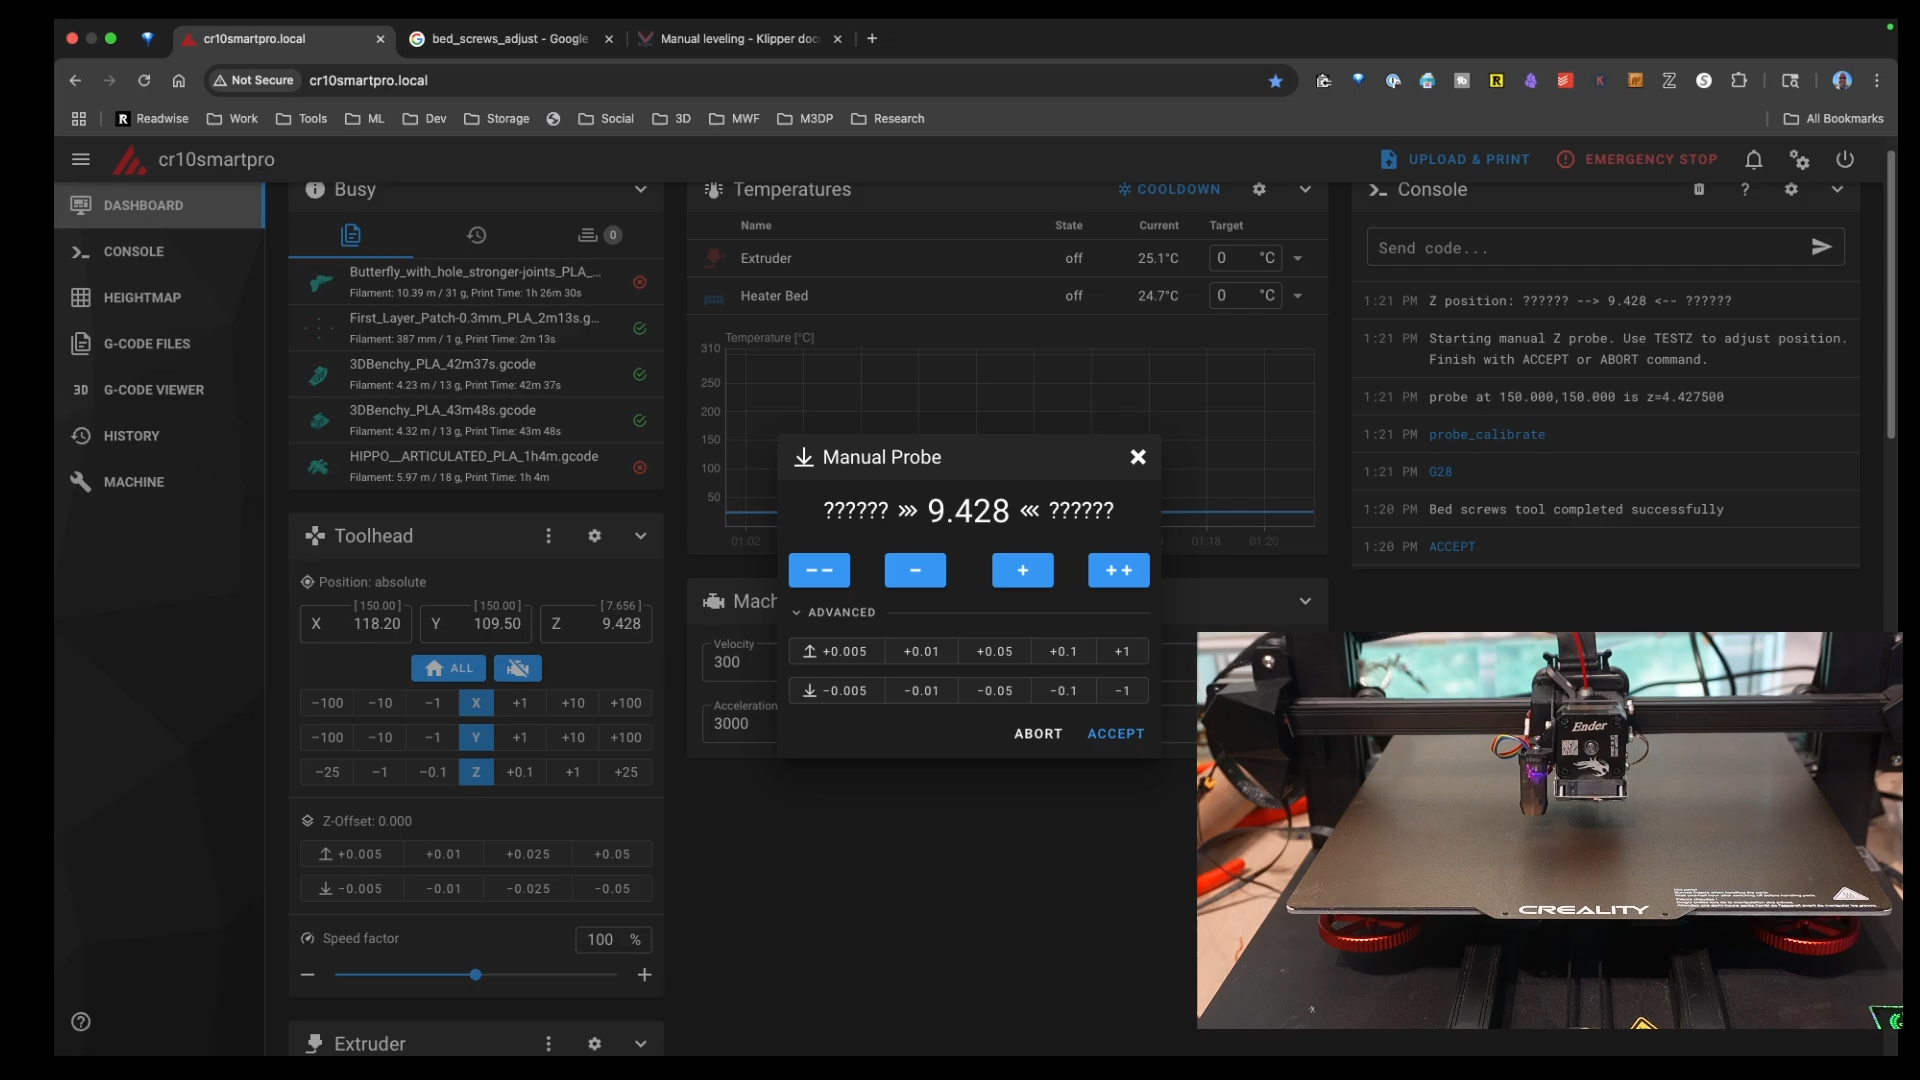 cr10smartpro.local
bed_screws_adjust - Google
Manual leveling - Klipper doc
Not Secure
cr10smartpro.local
Readwise
Work
Tools
ML
Dev
Storage
Social
3D
MWF
M3DP
Research
All Bookmarks
cr10smartpro
UPLOAD & PRINT
EMERGENCY STOP
DASHBOARD
CONSOLE
HEIGHTMAP
G-CODE FILES
3D G-CODE VIEWER
HISTORY
MACHINE
Busy
0
Butterfly_with_hole_stronger-joints_PLA_...
Filament: 10.39 m / 31 g, Print Time: 1h 26m 30s
First_Layer_Patch-0.3mm_PLA_2m13s.g...
Filament: 387 mm / 1 g, Print Time: 2m 13s
3DBenchy_PLA_42m37s.gcode
Filament: 4.23 m / 13 g, Print Time: 42m 37s
3DBenchy_PLA_43m48s.gcode
Filament: 4.32 m / 13 g, Print Time: 43m 48s
HIPPO__ARTICULATED_PLA_1h4m.gcode
Filament: 5.97 m / 18 g, Print Time: 1h 4m
Toolhead
Position: absolute
[150.00] [150.00] [7.656]
X 118.20 Y 109.50 Z 9.428
ALL
−100 −10 −1 X +1 +10 +100
−100 −10 −1 Y +1 +10 +100
−25 −1 −0.1 Z +0.1 +1 +25
Z-Offset: 0.000
+0.005 +0.01 +0.025 +0.05
−0.005 −0.01 −0.025 −0.05
Speed factor
100 %
Extruder
Temperatures
COOLDOWN
Name State Current Target
Extruder off 25.1°C 0 °C
Heater Bed off 24.7°C 0 °C
Temperature [°C]
310
250
200
150
100
50
01:02
01:18
01:20
Mach
Velocity
300
Acceleration
3000
Manual Probe
?????? >>> 9.428 <<< ??????
−− − + ++
ADVANCED
+0.005 +0.01 +0.05 +0.1 +1
−0.005 −0.01 −0.05 −0.1 −1
ABORT ACCEPT
Console
Send code...
1:21 PM Z position: ?????? --> 9.428 <-- ??????
1:21 PM Starting manual Z probe. Use TESTZ to adjust position.
Finish with ACCEPT or ABORT command.
1:21 PM probe at 150.000,150.000 is z=4.427500
1:21 PM probe_calibrate
1:21 PM G28
1:20 PM Bed screws tool completed successfully
1:20 PM ACCEPT
Ender
CREALITY